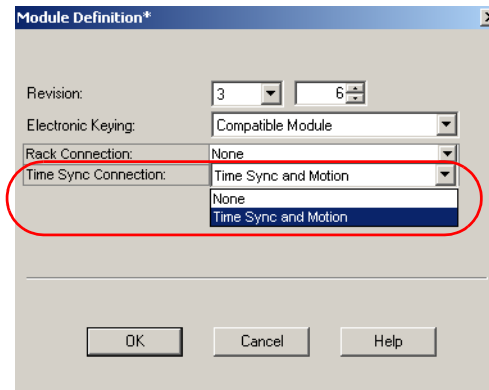 Module Definition*
Revision: 3 6
Electronic Keying: Compatible Module
Rack Connection: None
Time Sync Connection: Time Sync and Motion
None
Time Sync and Motion
OK Cancel Help